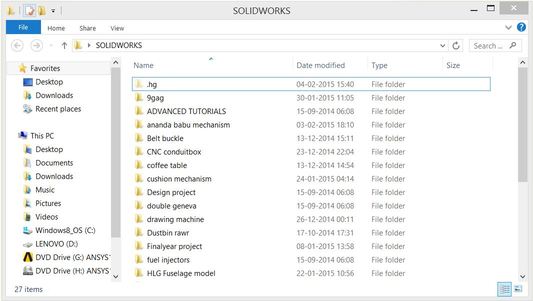 SOLIDWORKS
File Home Share View
SOLIDWORKS
Search ...
Name Date modified Type Size
Favorites
Desktop
Downloads
Recent places
This PC
Desktop
Documents
Downloads
Music
Pictures
Videos
Windows8_OS (C:)
LENOVO (D:)
DVD Drive (G:) ANSYS1
DVD Drive (H:) ANSYS
.hg 04-02-2015 15:40 File folder
9gag 30-01-2015 11:05 File folder
ADVANCED TUTORIALS 15-09-2014 06:08 File folder
ananda babu mechanism 03-02-2015 18:10 File folder
Belt buckle 13-12-2014 15:11 File folder
CNC conduitbox 23-12-2014 22:04 File folder
coffee table 13-12-2014 14:54 File folder
cushion mechanism 24-01-2015 04:14 File folder
Design project 15-09-2014 06:08 File folder
double geneva 15-09-2014 06:08 File folder
drawing machine 26-12-2014 00:11 File folder
Dustbin rawr 17-10-2014 17:31 File folder
Finalyear project 08-01-2015 13:58 File folder
fuel injectors 15-09-2014 06:08 File folder
HLG Fuselage model 22-01-2015 10:56 File folder
27 items